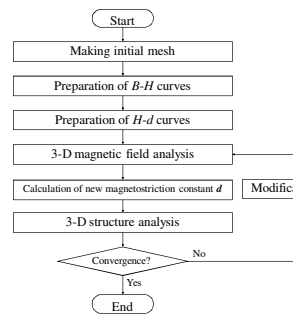 Start
Making initial mesh
Preparation of B-H curves
Preparation of H-d curves
3-D magnetic field analysis
Calculation of new magnetostriction constant d
3-D structure analysis
Convergence?
No
Yes
End